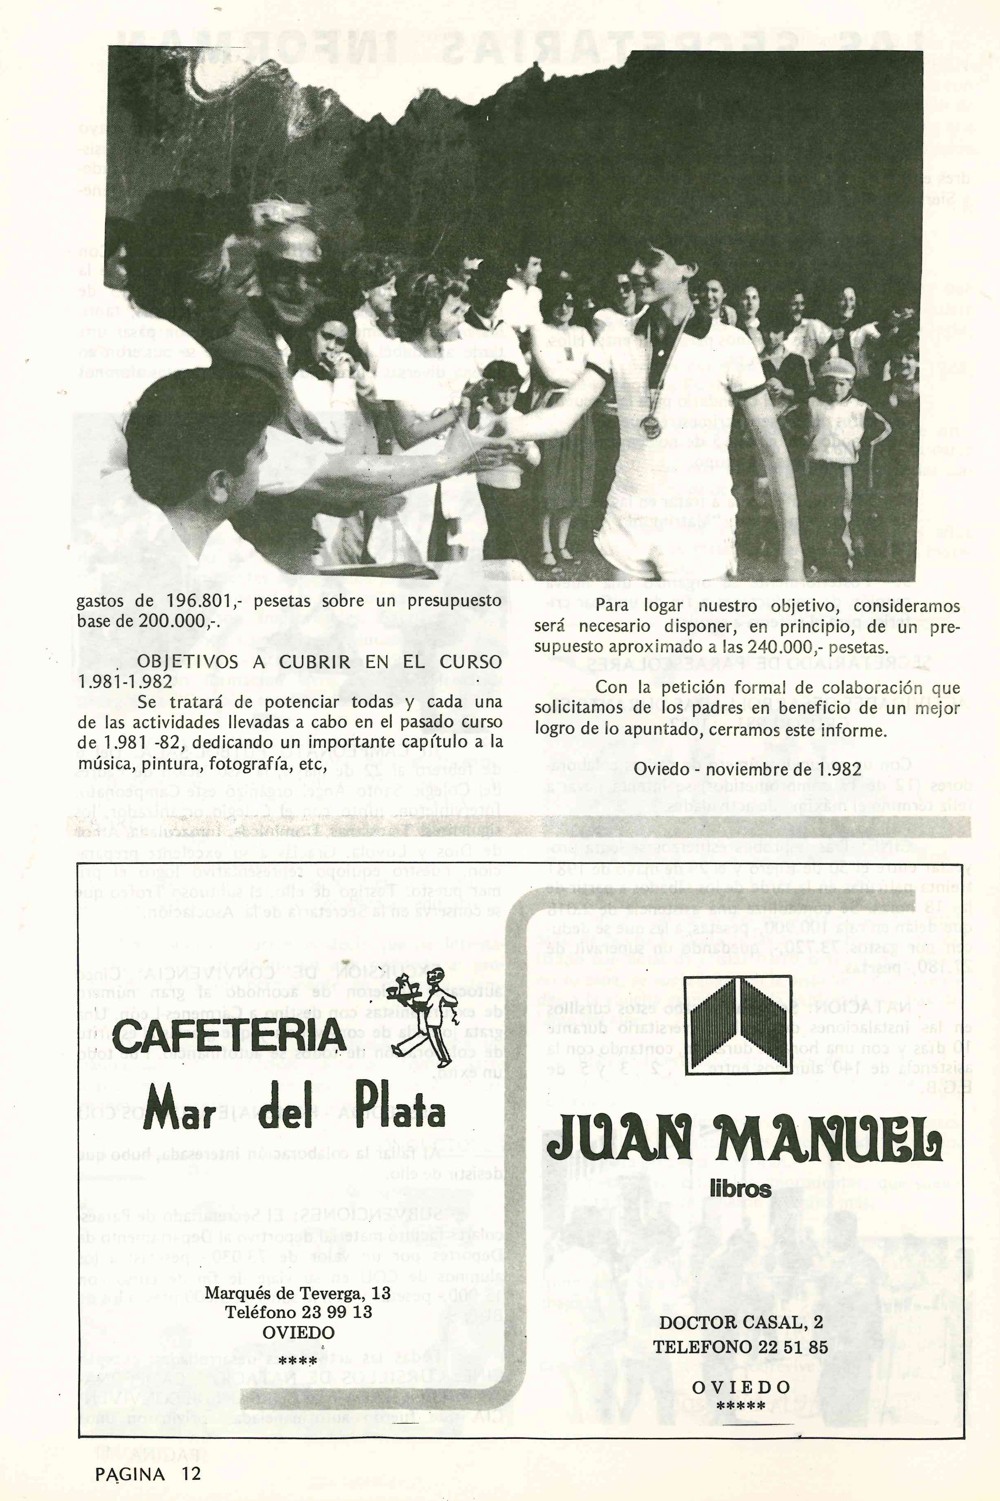 gastos de 196.801,- pesetas sobre un presupuesto
base de 200.000,-.
OBJETIVOS A CUBRIR EN EL CURSO
1.981-1.982
Se tratará de potenciar todas y cada una
de las actividades llevadas a cabo en el pasado curso
de 1.981 -82, dedicando un importante capítulo a la
música, pintura, fotografía, etc,
Para logar nuestro objetivo, consideramos
será necesario disponer, en principio, de un pre-
supuesto aproximado a las 240.000,- pesetas.
Con la petición formal de colaboración que
solicitamos de los padres en beneficio de un mejor
logro de lo apuntado, cerramos este informe.
Oviedo - noviembre de 1.982
CAFETERIA
Mar del Plata
Marqués de Teverga, 13
Teléfono 23 99 13
OVIEDO
****
JUAN MANUEL
libros
DOCTOR CASAL, 2
TELEFONO 22 51 85
OVIEDO
*****
PAGINA 12